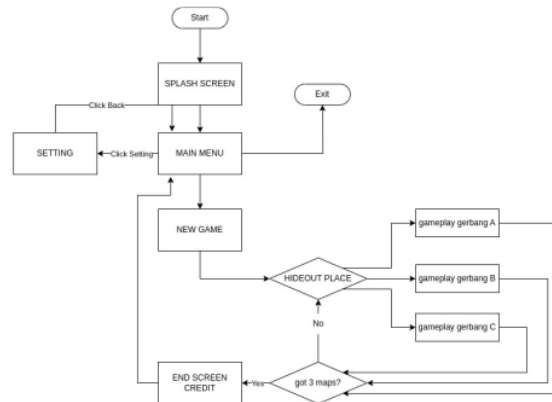 Start
SPLASH SCREEN
Click Back
Exit
SETTING
Click Setting
MAIN MENU
NEW GAME
gameplay gerbang A
HIDEOUT PLACE
gameplay gerbang B
No
gameplay gerbang C
END SCREEN
CREDIT
Yes
got 3 maps?